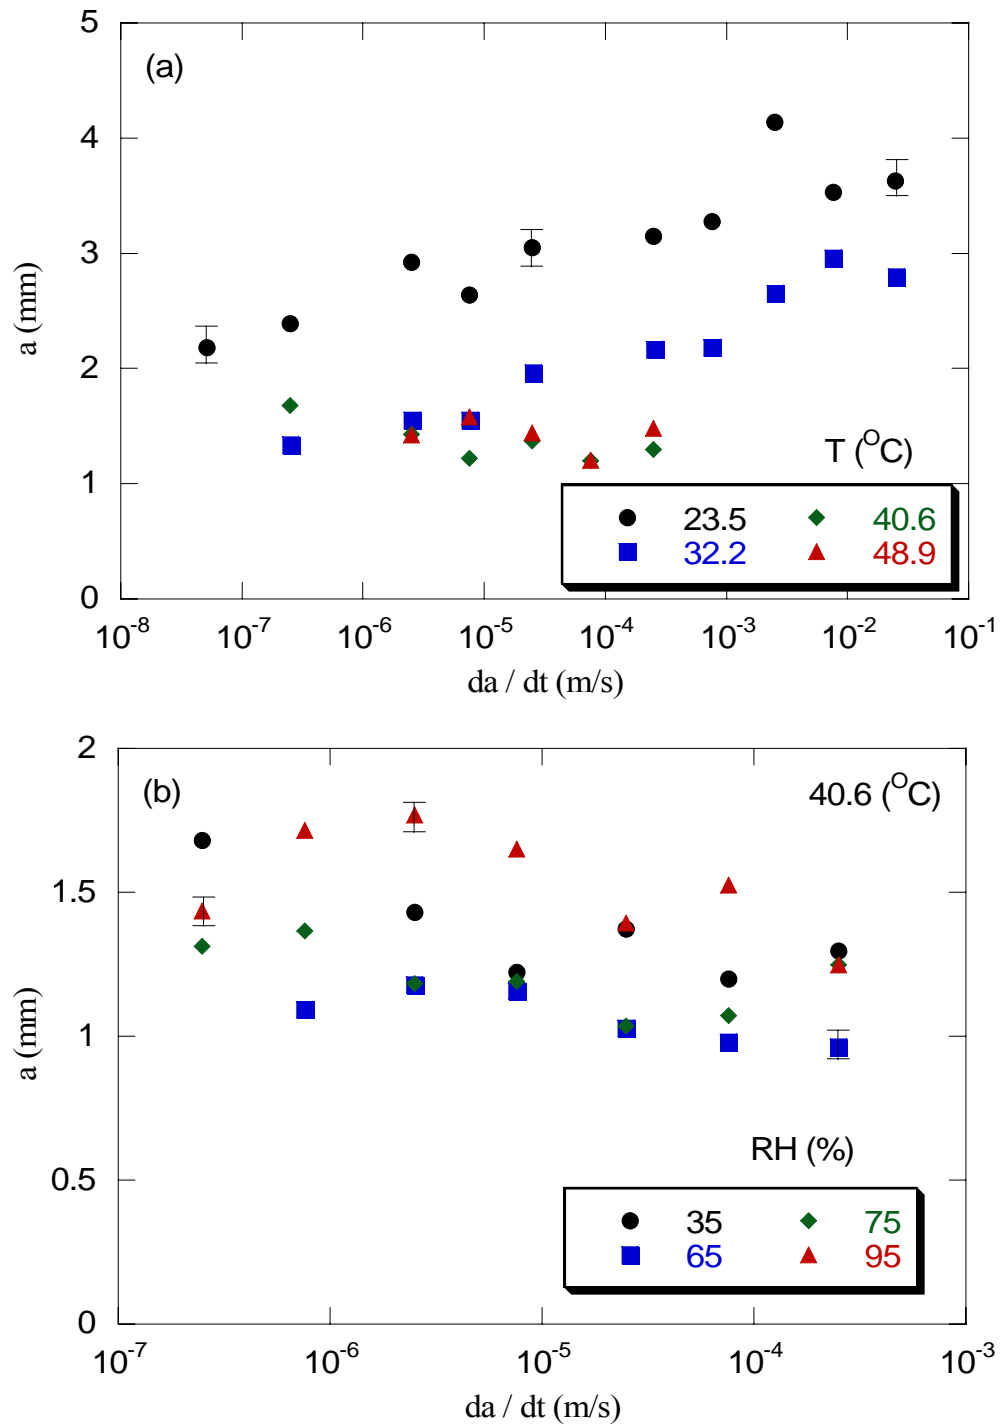 5
(a)
4
3
a (mm)
2
T (°C)
1
23.5 40.6
32.2 48.9
0
10⁻⁸ 10⁻⁷ 10⁻⁶ 10⁻⁵ 10⁻⁴ 10⁻³ 10⁻² 10⁻¹
da / dt (m/s)
2
(b) 40.6 (°C)
1.5
a (mm)
1
RH (%)
0.5
35 75
65 95
0
10⁻⁷ 10⁻⁶ 10⁻⁵ 10⁻⁴ 10⁻³
da / dt (m/s)